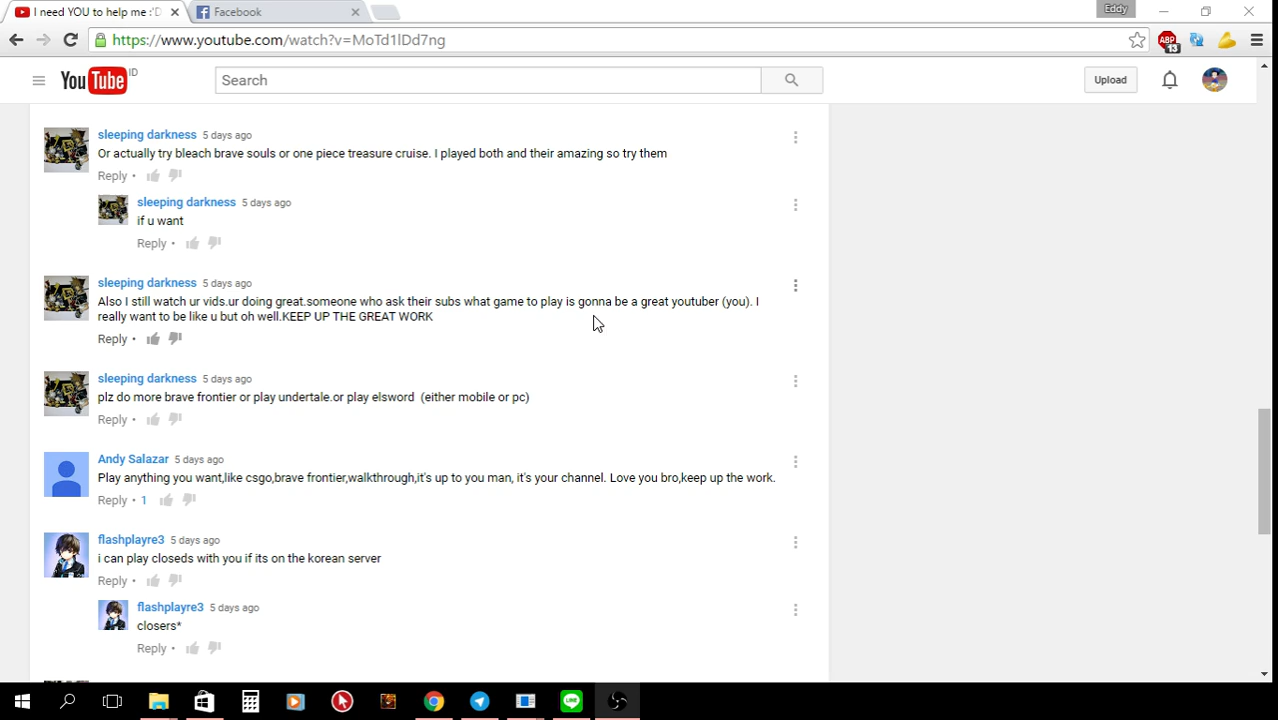 I need YOU to help me :'D
Facebook
Eddy
https://www.youtube.com/watch?v=MoTd1lDd7ng
ABP
13
YouTube ID
Search
Upload
sleeping darkness 5 days ago
Or actually try bleach brave souls or one piece treasure cruise. I played both and their amazing so try them
Reply •
sleeping darkness 5 days ago
if u want
Reply •
sleeping darkness 5 days ago
Also I still watch ur vids.ur doing great.someone who ask their subs what game to play is gonna be a great youtuber (you). I
really want to be like u but oh well.KEEP UP THE GREAT WORK
Reply •
sleeping darkness 5 days ago
plz do more brave frontier or play undertale.or play elsword (either mobile or pc)
Reply •
Andy Salazar 5 days ago
Play anything you want,like csgo,brave frontier,walkthrough,it's up to you man, it's your channel. Love you bro,keep up the work.
Reply • 1
flashplayre3 5 days ago
i can play closeds with you if its on the korean server
Reply •
flashplayre3 5 days ago
closers*
Reply •
LINE